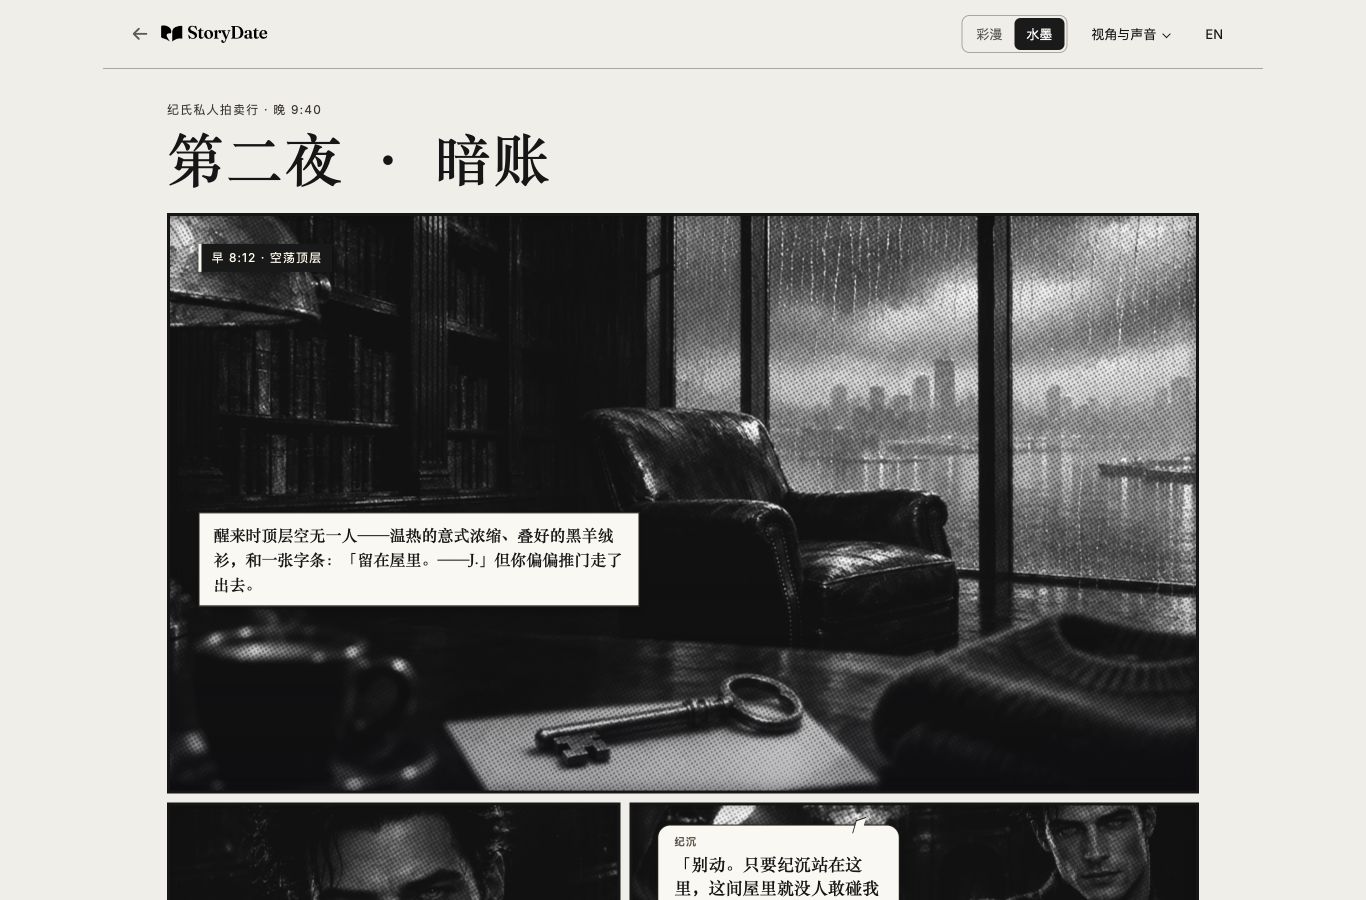 StoryDate
彩漫
水墨
视角与声音
EN
纪氏私人拍卖行 · 晚 9:40
第二夜 · 暗账
早 8:12 · 空荡顶层
醒来时顶层空无一人——温热的意式浓缩、叠好的黑羊绒
衫，和一张字条：「留在屋里。——J.」但你偏偏推门走了
出去。
纪沉
「别动。只要纪沉站在这
里，这间屋里就没人敢碰我